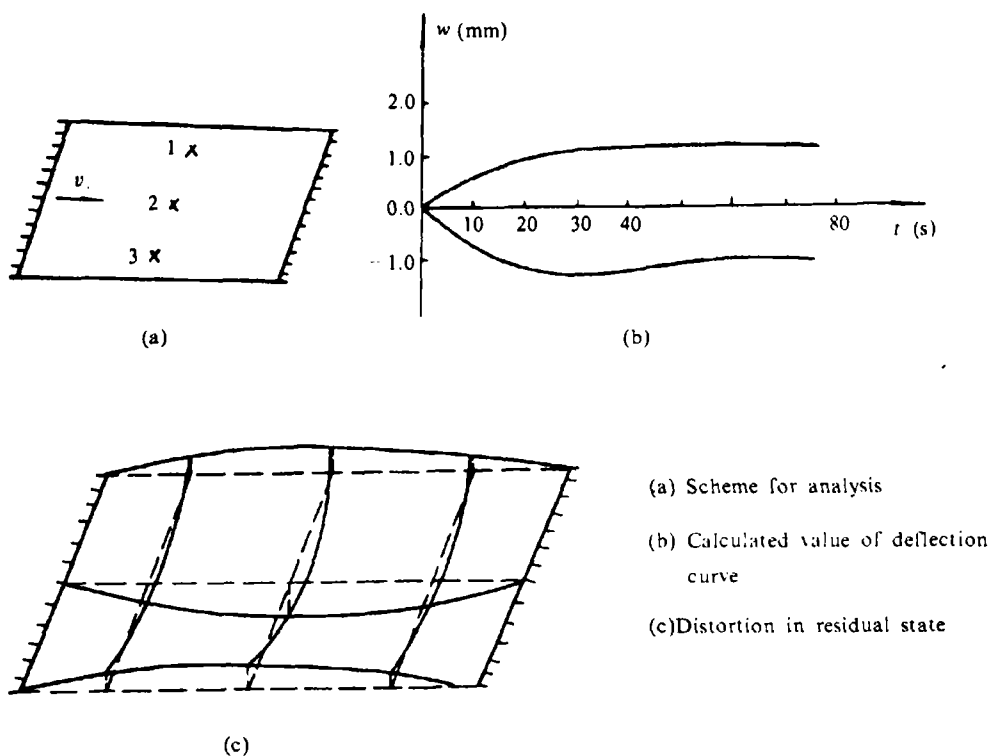 w (mm)
2.0
1.0
0.0
10 20 30 40 80
t (s)
-1.0
1
v
2
3
(a)
(b)
(a) Scheme for analysis
(b) Calculated value of deflection
curve
(c)Distortion in residual state
(c)